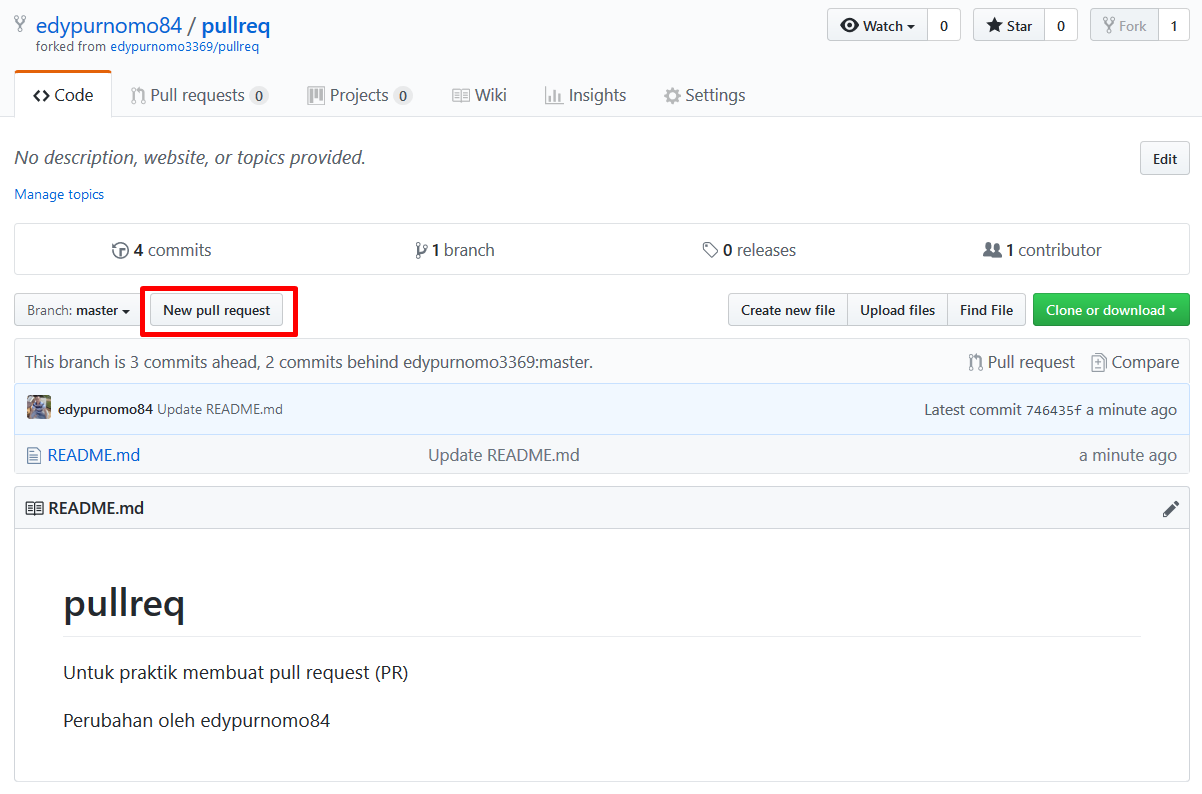 edypurnomo84 / pullreq
forked from edypurnomo3369/pullreq
Watch 0 Star 0 Fork 1
Code Pull requests 0 Projects 0 Wiki Insights Settings
No description, website, or topics provided. Edit
Manage topics
4 commits 1 branch 0 releases 1 contributor
Branch: master New pull request Create new file Upload files Find File Clone or download
This branch is 3 commits ahead, 2 commits behind edypurnomo3369:master. Pull request Compare
edypurnomo84 Update README.md Latest commit 746435f a minute ago
README.md Update README.md a minute ago
README.md
pullreq
Untuk praktik membuat pull request (PR)
Perubahan oleh edypurnomo84